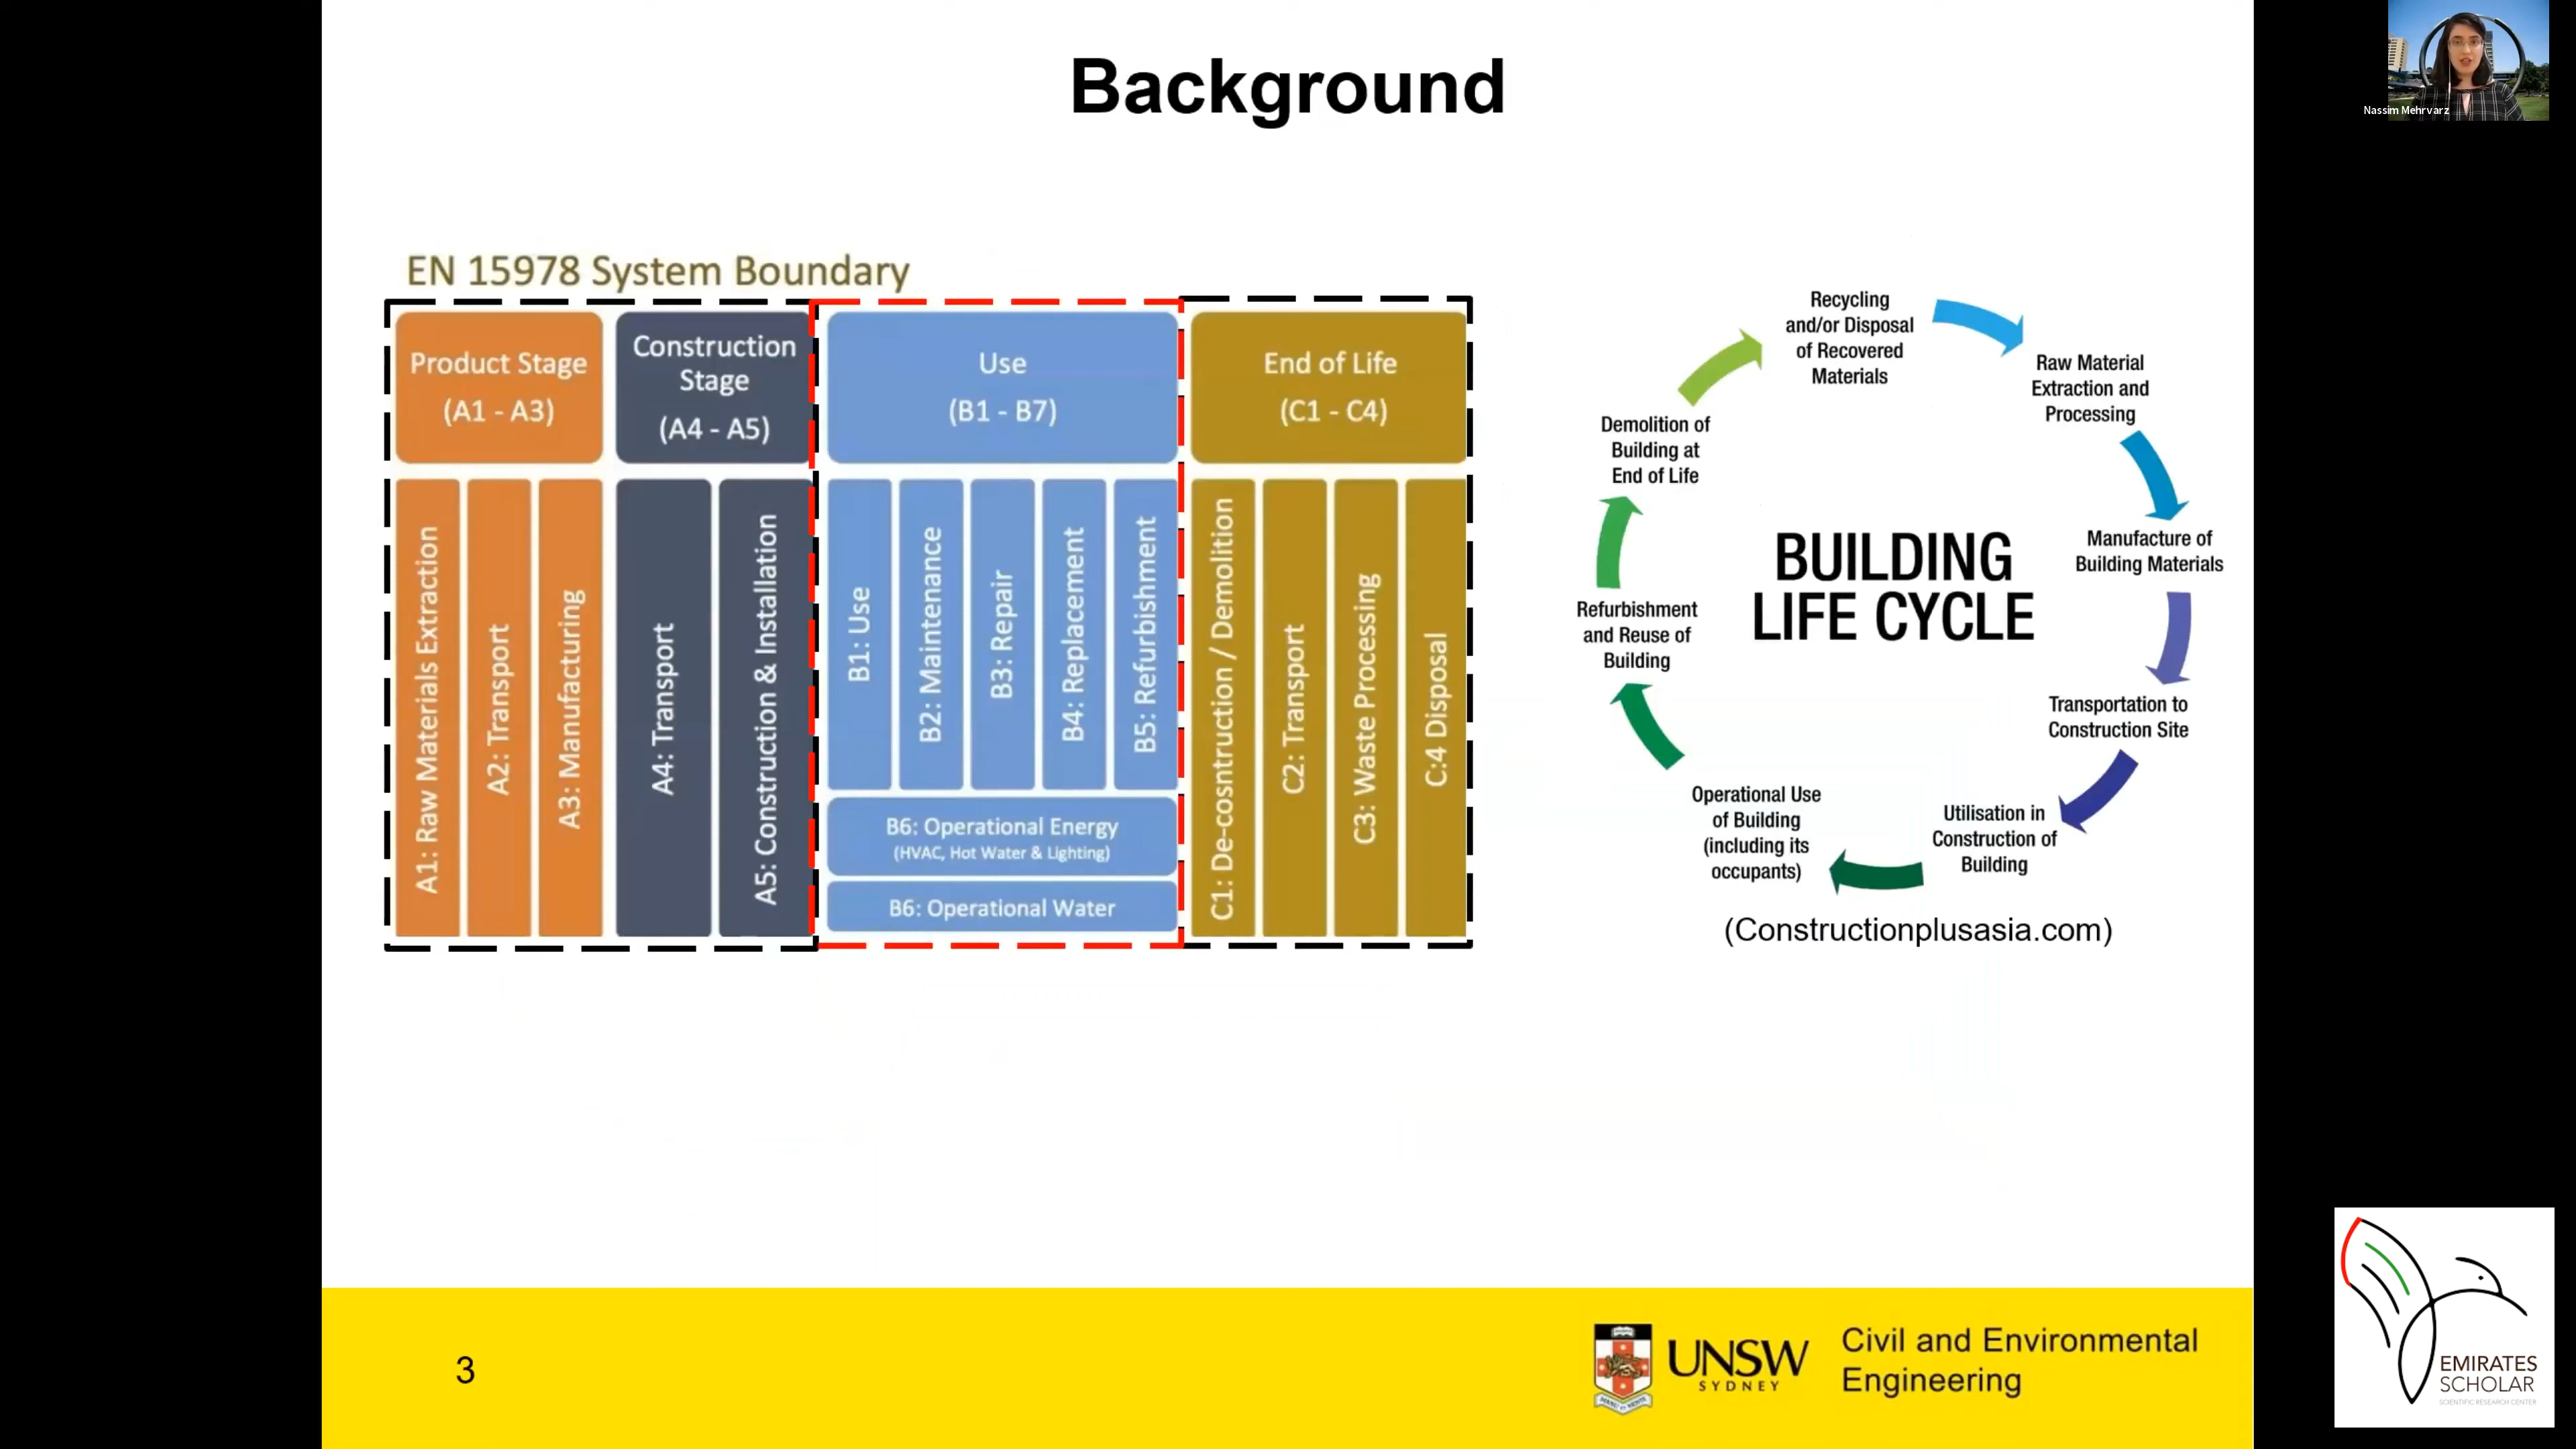 Background
Nassim Mehrvarz
EN 15978 System Boundary
Product Stage
(A1 - A3)
Construction
Stage
(A4 - A5)
Use
(B1 - B7)
End of Life
(C1 - C4)
A1: Raw Materials Extraction
A2: Transport
A3: Manufacturing
A4: Transport
A5: Construction & Installation
B1: Use
B2: Maintenance
B3: Repair
B4: Replacement
B5: Refurbishment
B6: Operational Energy
(HVAC, Hot Water & Lighting)
B6: Operational Water
C1: De-cosntruction / Demolition
C2: Transport
C3: Waste Processing
C:4 Disposal
Recycling
and/or Disposal
of Recovered
Materials
Raw Material
Extraction and
Processing
Manufacture of
Building Materials
Transportation to
Construction Site
Utilisation in
Construction of
Building
Operational Use
of Building
(including its
occupants)
Refurbishment
and Reuse of
Building
Demolition of
Building at
End of Life
BUILDING
LIFE CYCLE
(Constructionplusasia.com)
3
UNSW
SYDNEY
Civil and Environmental
Engineering
EMIRATES
SCHOLAR
SCIENTIFIC RESEARCH CENTER